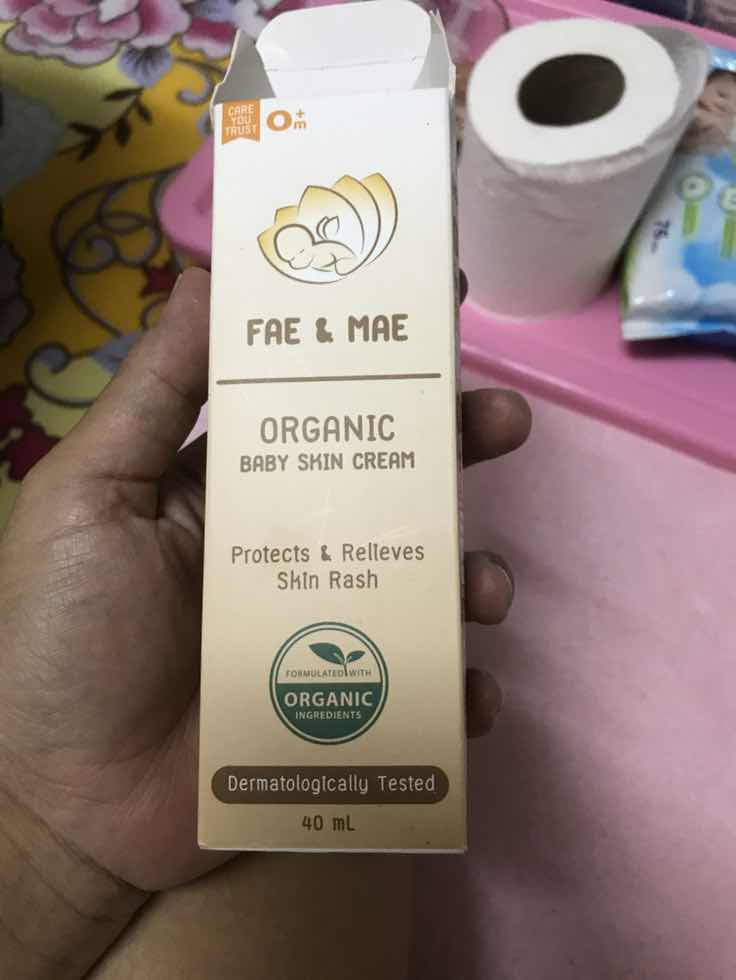 CARE
YOU
TRUST
0+m
FAE & MAE
ORGANIC
BABY SKIN CREAM
Protects & Relieves
Skin Rash
FORMULATED WITH
ORGANIC
INGREDIENTS
Dermatologically Tested
40 mL